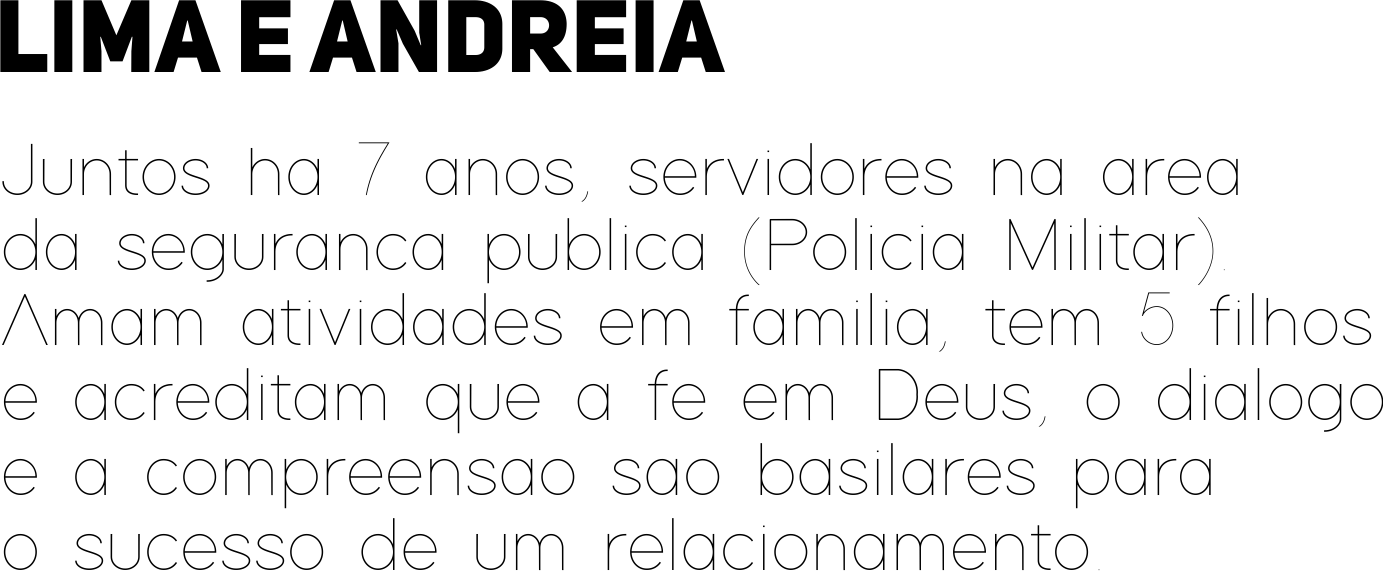 LIMA E ANDREIA
Juntos ha 7 anos, servidores na area
da seguranca publica (Policia Militar).
Amam atividades em familia, tem 5 filhos
e acreditam que a fe em Deus, o dialogo
e a compreensao sao basilares para
o sucesso de um relacionamento.